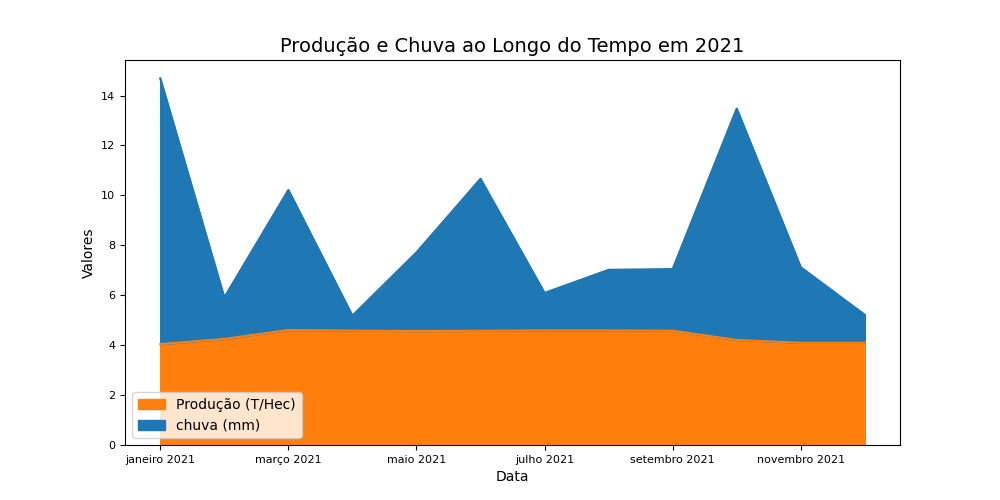 Produção e Chuva ao Longo do Tempo em 2021
Valores
14
12
10
8
6
4
2
0
Produção (T/Hec)
chuva (mm)
janeiro 2021
março 2021
maio 2021
julho 2021
setembro 2021
novembro 2021
Data